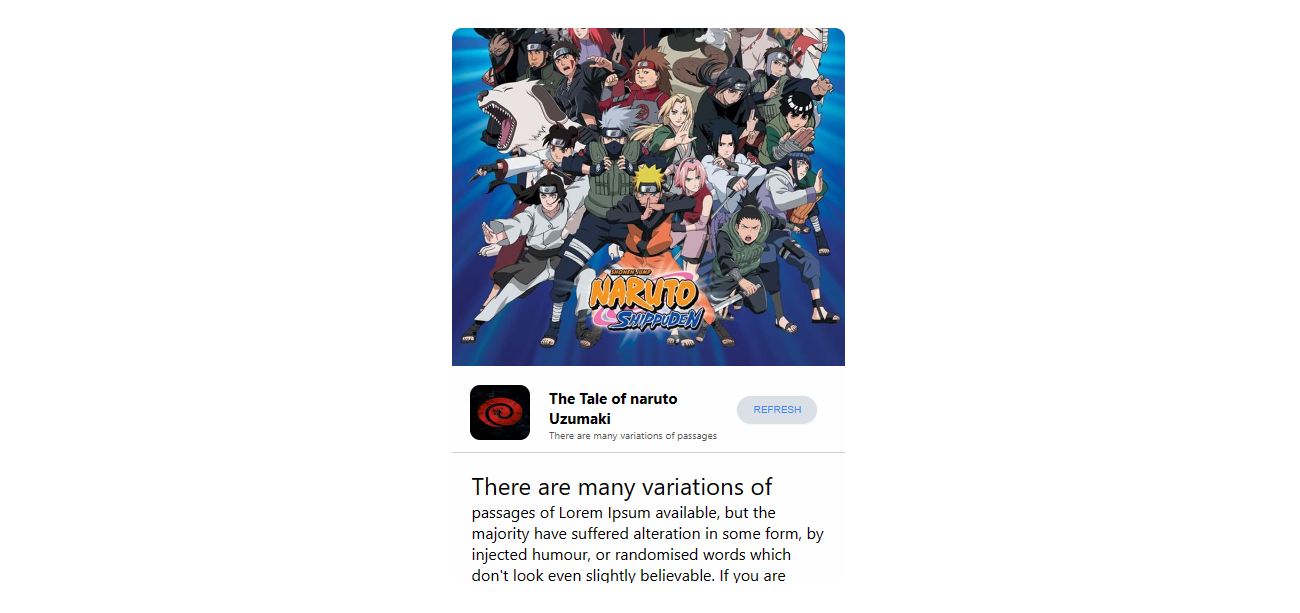 SHONEN JUMP
NARUTO
SHIPPUDEN
The Tale of naruto
Uzumaki
There are many variations of passages
REFRESH
There are many variations of
passages of Lorem Ipsum available, but the
majority have suffered alteration in some form, by
injected humour, or randomised words which
don't look even slightly believable. If you are